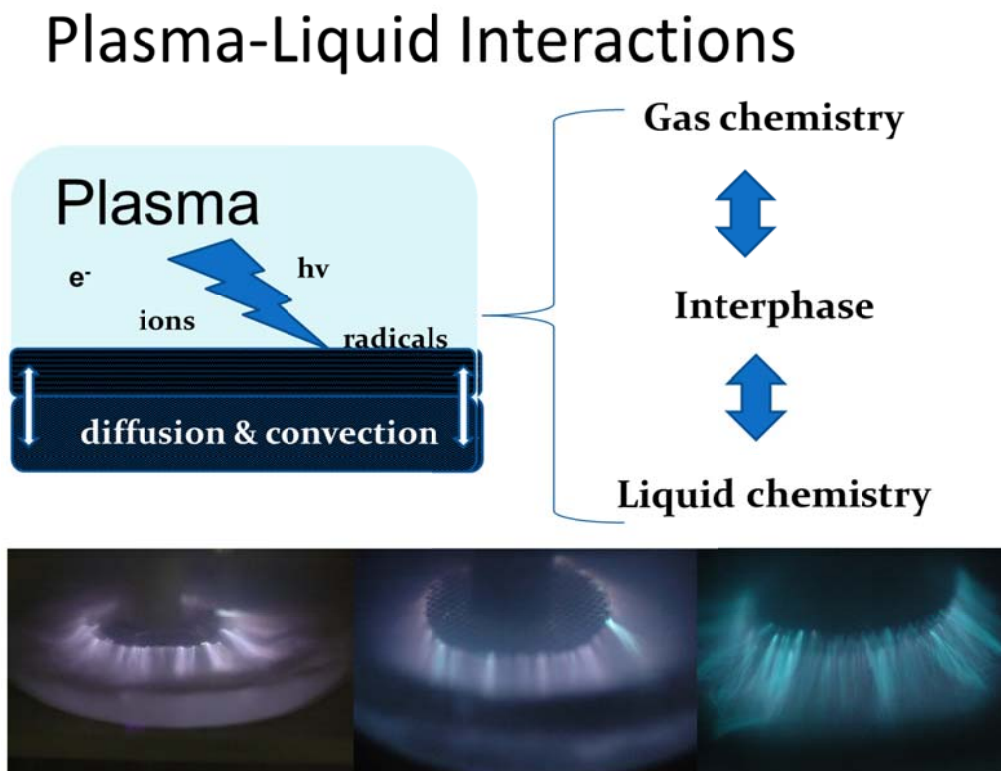 Plasma-Liquid Interactions
Gas chemistry
Plasma
hv
e-
ions
Interphase
radicals
diffusion & convection
Liquid chemistry